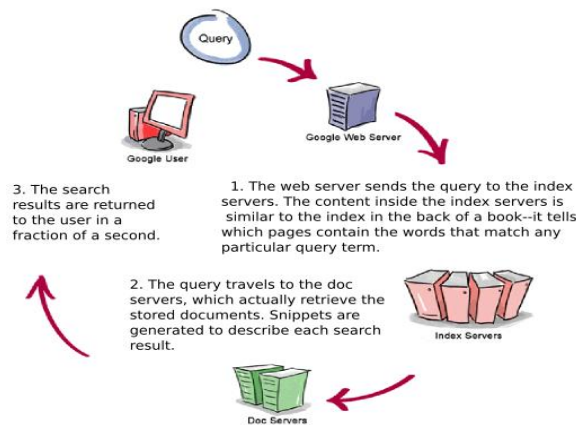 Query
Google Web Server
Google User
1. The web server sends the query to the index
servers. The content inside the index servers is
similar to the index in the back of a book--it tells
which pages contain the words that match any
particular query term.
3. The search
results are returned
to the user in a
fraction of a second.
2. The query travels to the doc
servers, which actually retrieve the
stored documents. Snippets are
generated to describe each search
result.
Index Servers
Doc Servers